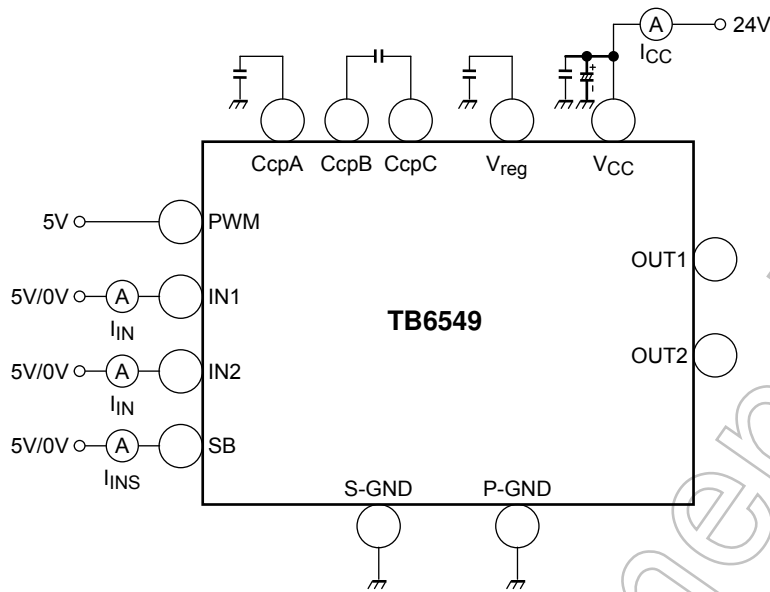 A
24V
ICC
+
-
CcpA
CcpB
CcpC
Vreg
VCC
5V
PWM
OUT1
5V/0V
A
IN1
IIN
TB6549
OUT2
5V/0V
A
IN2
IIN
5V/0V
A
SB
IINS
S-GND
P-GND